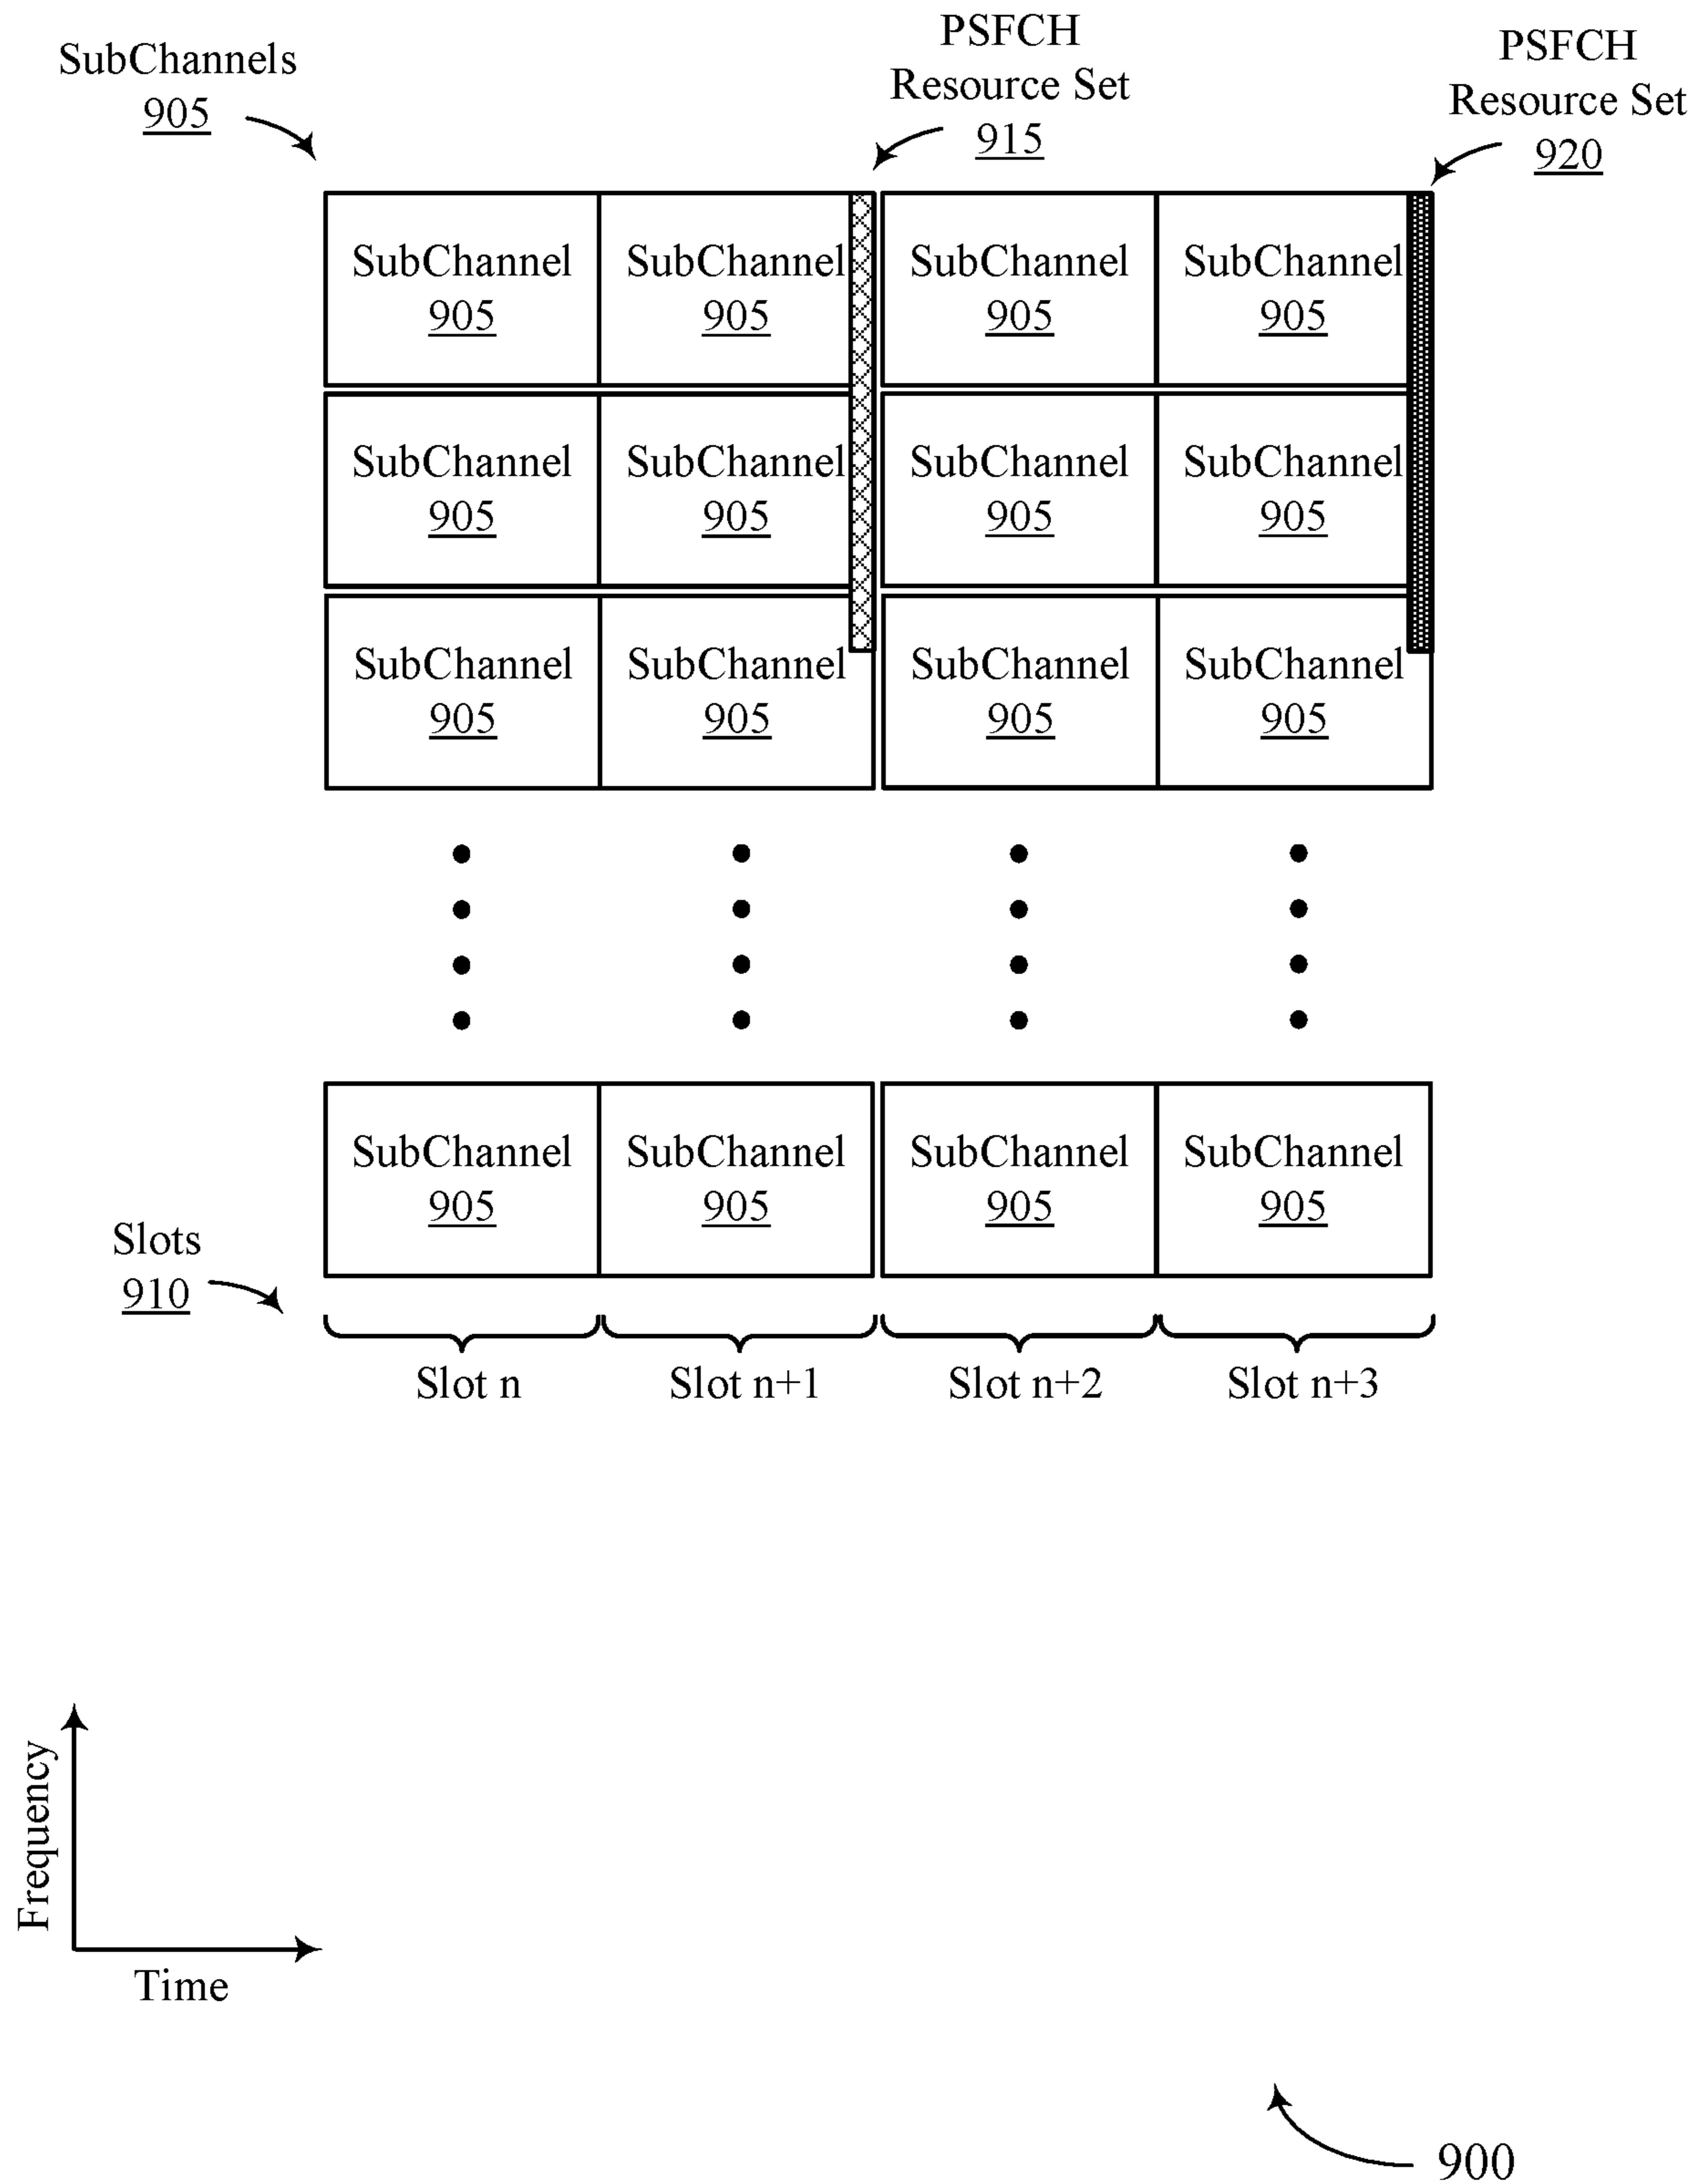 SubChannels
905
PSFCH
Resource Set
915
PSFCH
Resource Set
920
SubChannel SubChannel SubChannel SubChannel
905 905 905 905
SubChannel SubChannel SubChannel SubChannel
905 905 905 905
SubChannel SubChannel SubChannel SubChannel
905 905 905 905
SubChannel SubChannel SubChannel SubChannel
905 905 905 905
Slots
910
Slot n Slot n+1 Slot n+2 Slot n+3
Frequency
Time
900